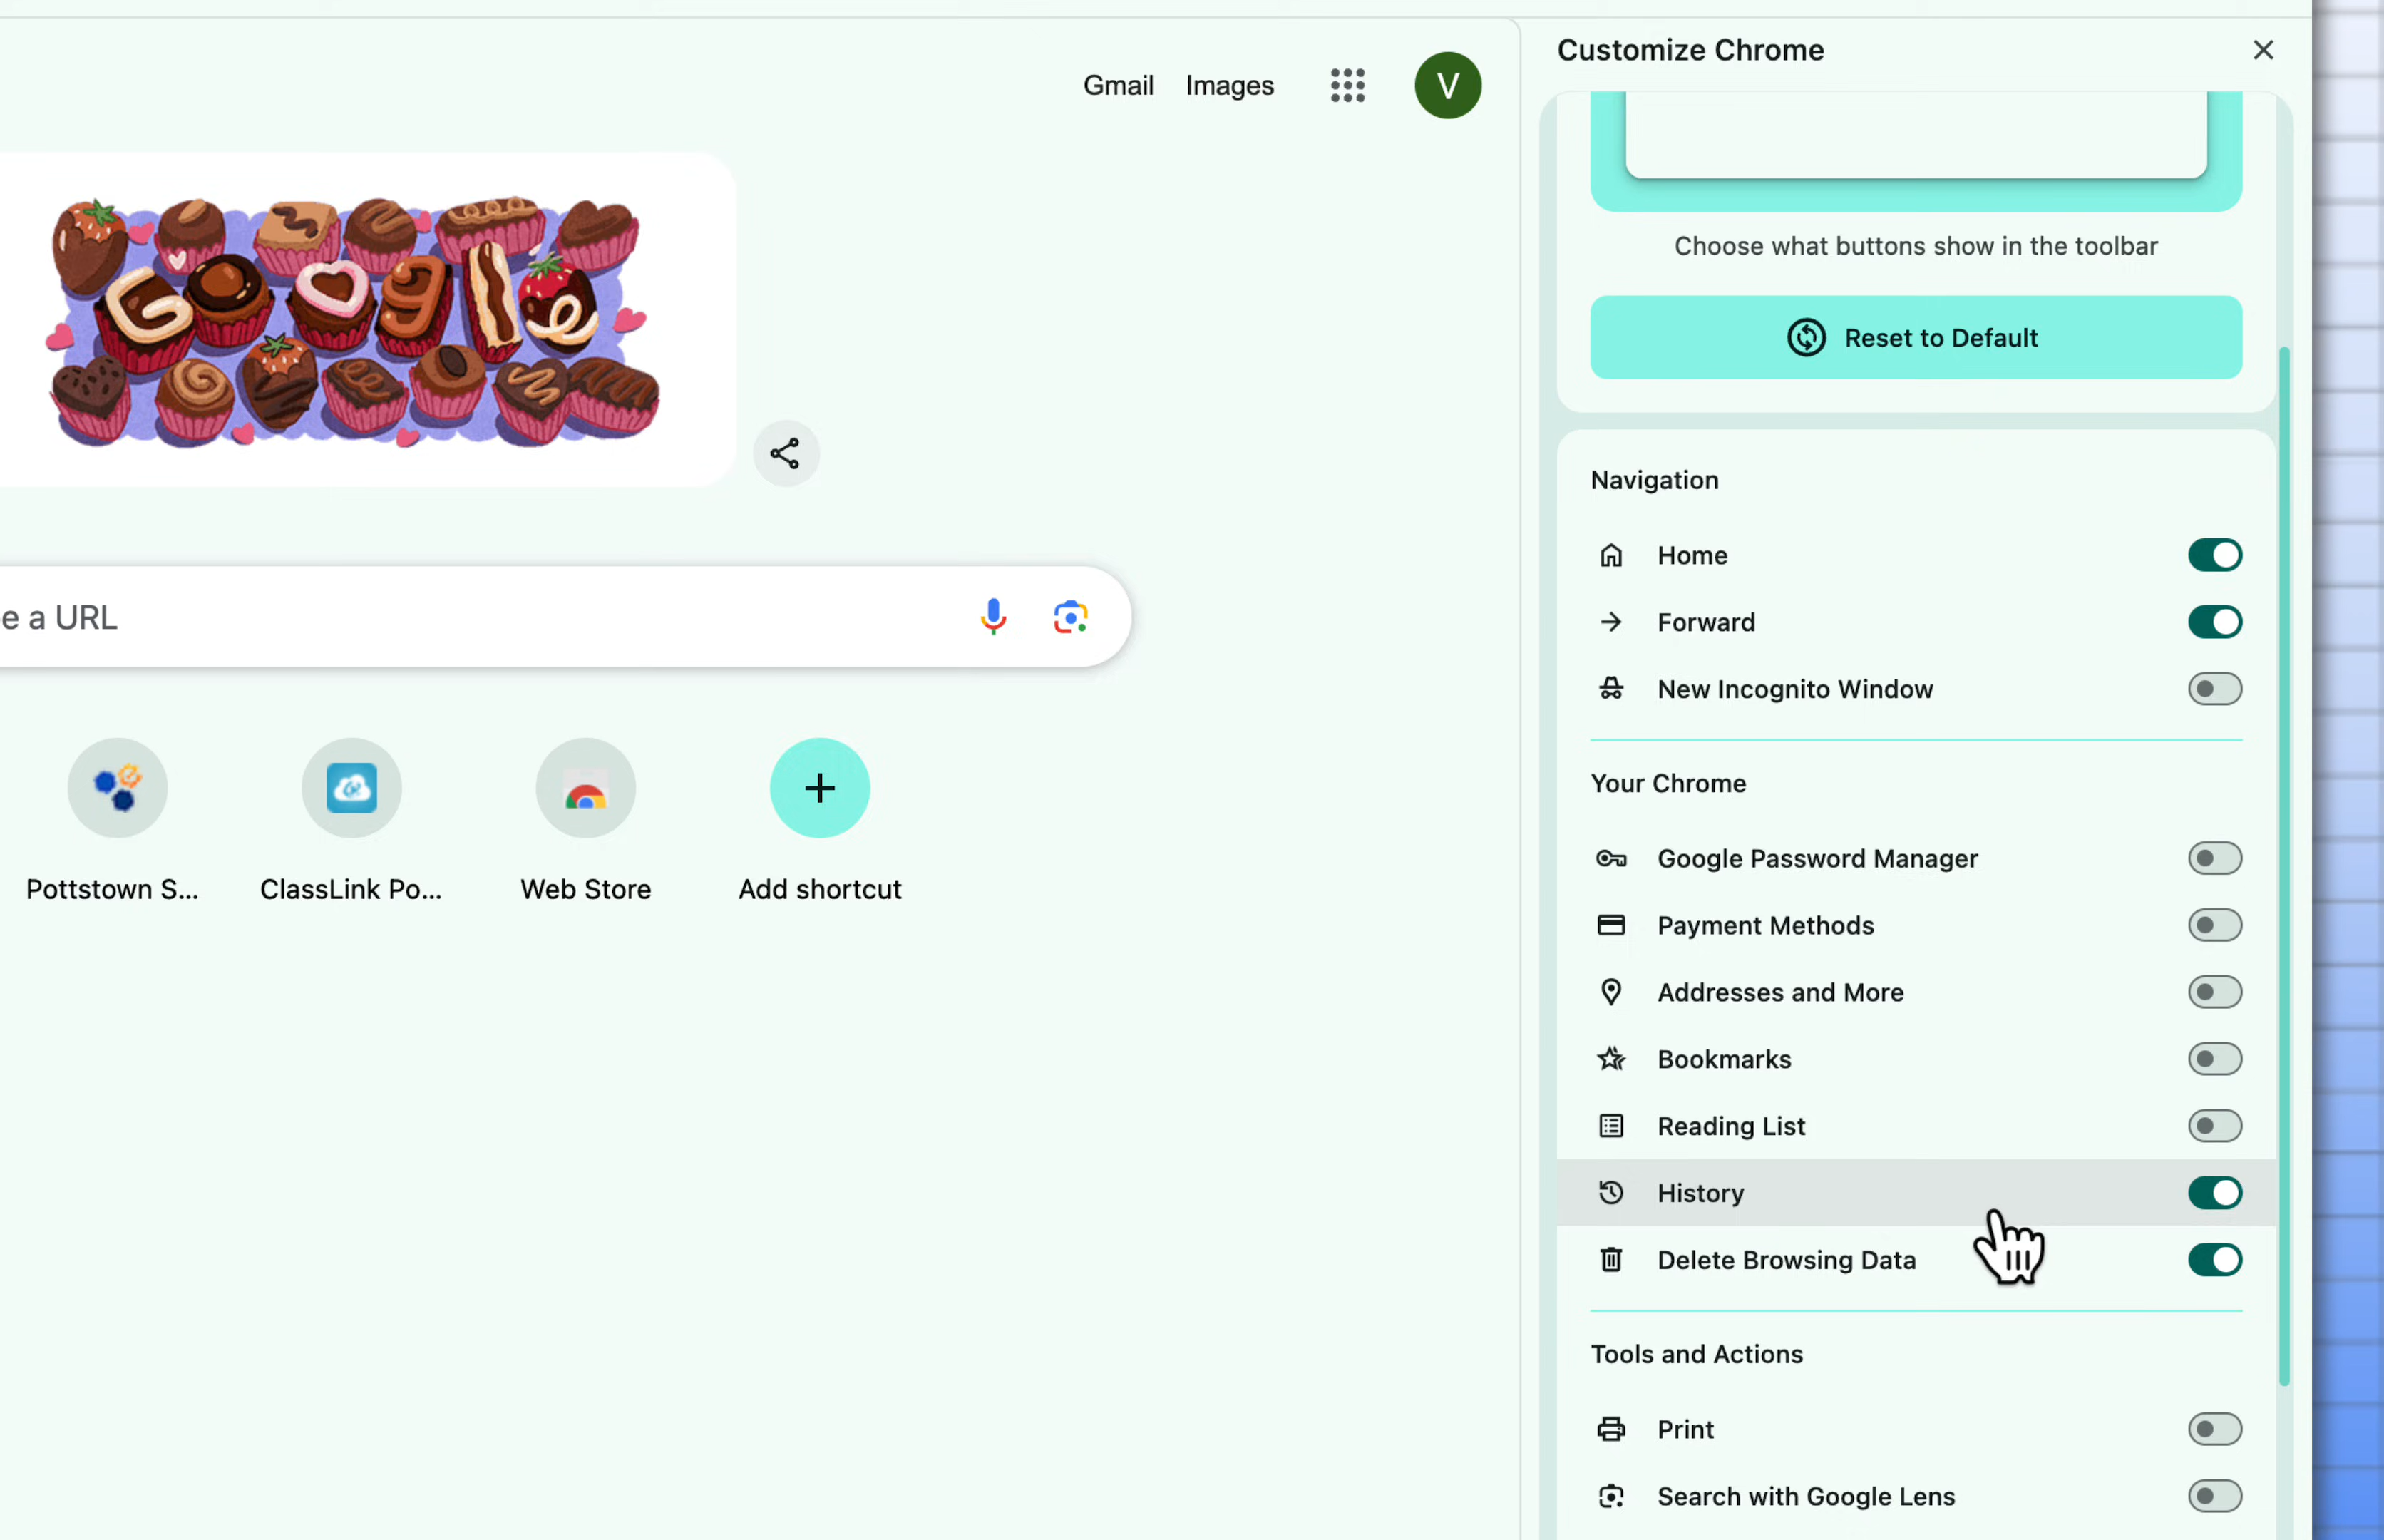 Gmail Images V
Google
e a URL
Pottstown S... ClassLink Po... Web Store Add shortcut
Customize Chrome
Choose what buttons show in the toolbar
Reset to Default
Navigation
Home
Forward
New Incognito Window
Your Chrome
Google Password Manager
Payment Methods
Addresses and More
Bookmarks
Reading List
History
Delete Browsing Data
Tools and Actions
Print
Search with Google Lens